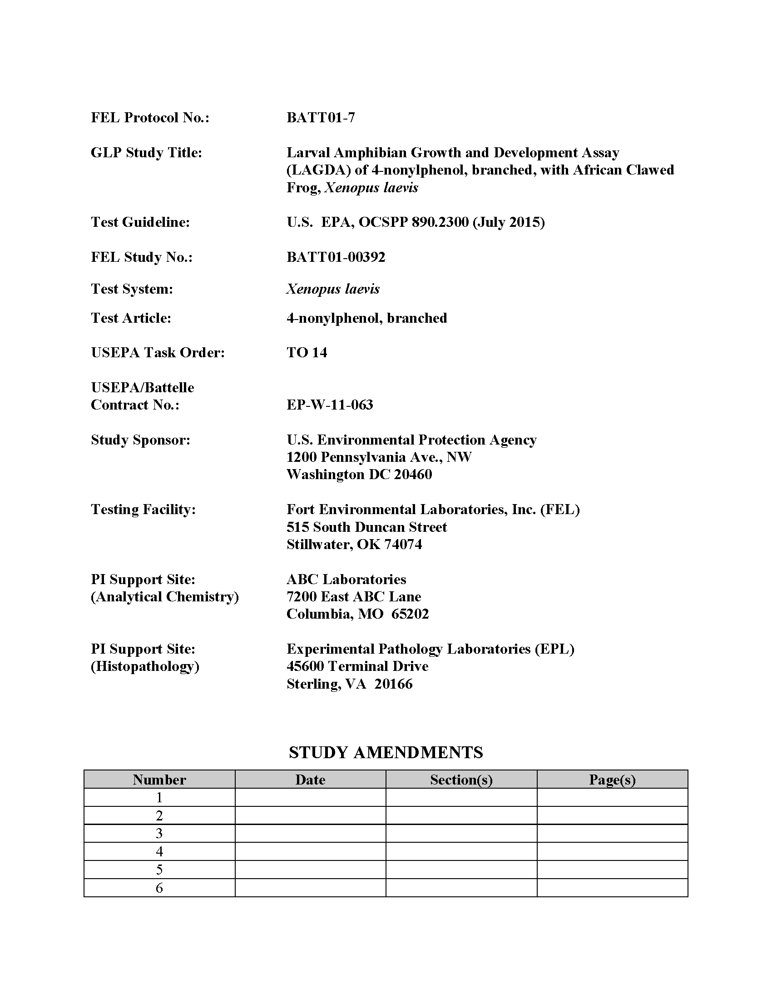 FEL Protocol No.: BATT01-7
GLP Study Title: Larval Amphibian Growth and Development Assay
(LAGDA) of 4-nonylphenol, branched, with African Clawed
Frog, Xenopus laevis
Test Guideline: U.S.  EPA, OCSPP 890.2300 (July 2015)
FEL Study No.: BATT01-00392
Test System: Xenopus laevis
Test Article: 4-nonylphenol, branched
USEPA Task Order: TO 14
USEPA/Battelle
Contract No.: EP-W-11-063
Study Sponsor: U.S. Environmental Protection Agency
1200 Pennsylvania Ave., NW
Washington DC 20460
Testing Facility: Fort Environmental Laboratories, Inc. (FEL)
515 South Duncan Street
Stillwater, OK 74074
PI Support Site: ABC Laboratories
(Analytical Chemistry) 7200 East ABC Lane
Columbia, MO  65202
PI Support Site: Experimental Pathology Laboratories (EPL)
(Histopathology) 45600 Terminal Drive
Sterling, VA  20166
STUDY AMENDMENTS
Number Date Section(s) Page(s)
1
2
3
4
5
6